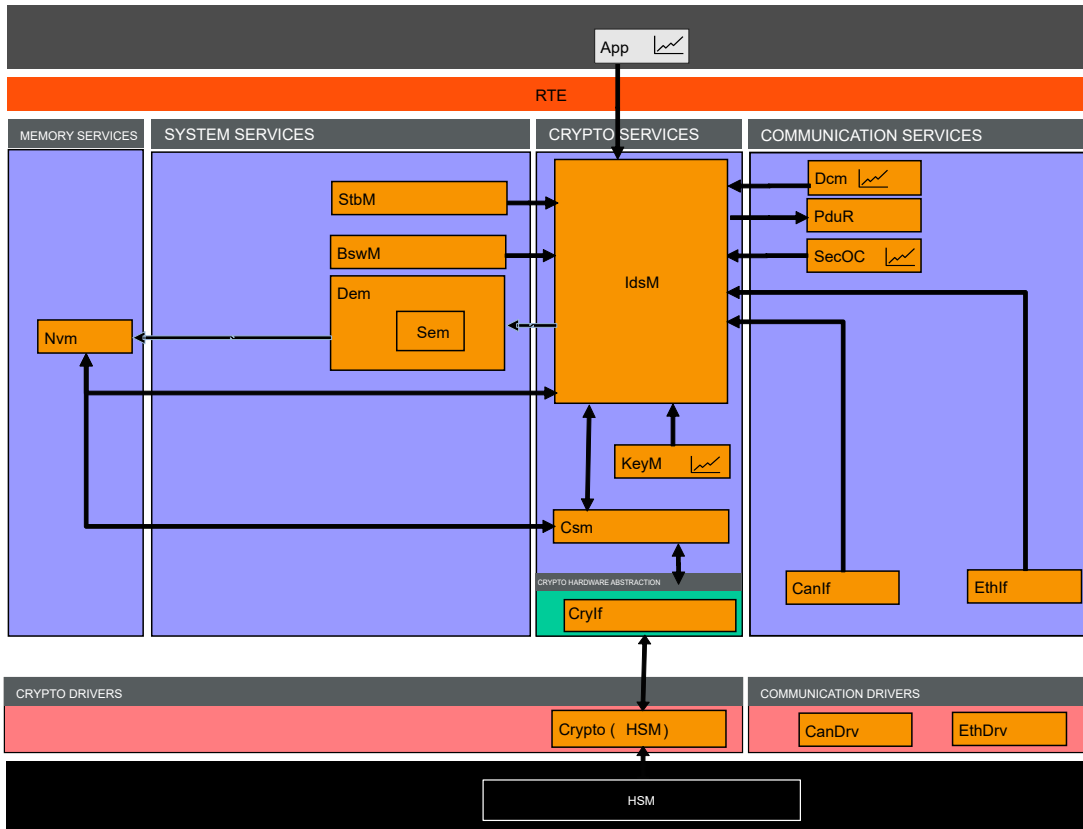 App
RTE
MEMORY SERVICES
SYSTEM SERVICES
CRYPTO SERVICES
COMMUNICATION SERVICES
StbM
BswM
Dem
Sem
Nvm
IdsM
Dcm
PduR
SecOC
KeyM
Csm
CRYPTO HARDWARE ABSTRACTION
CryIf
CanIf
EthIf
CRYPTO DRIVERS
COMMUNICATION DRIVERS
Crypto ( HSM )
CanDrv
EthDrv
HSM